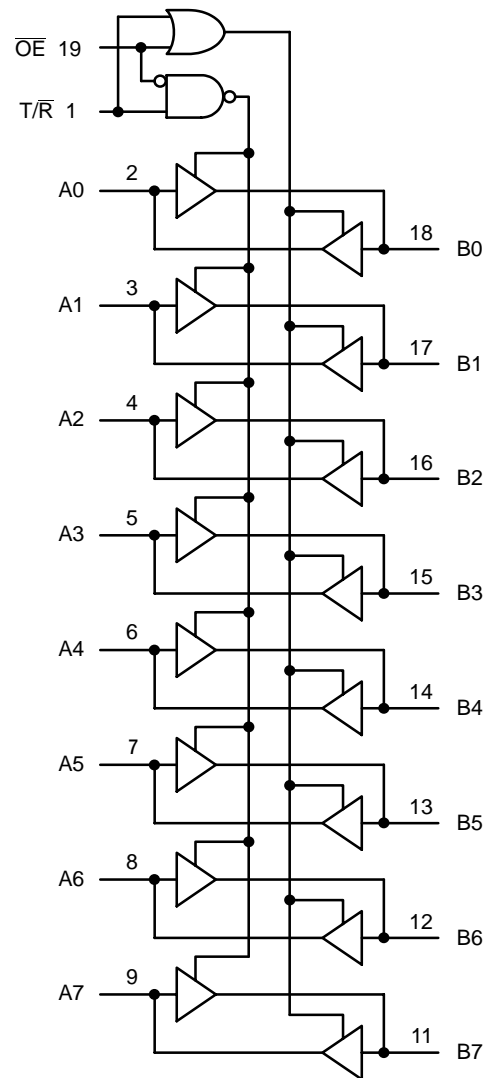 O̅E̅ 19
T/R̅ 1
A0 2
18 B0
A1 3
17 B1
A2 4
16 B2
A3 5
15 B3
A4 6
14 B4
A5 7
13 B5
A6 8
12 B6
A7 9
11 B7